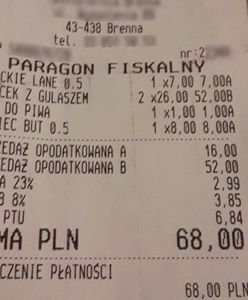 43-438 Brenna
tel.
nr:2
PARAGON FISKALNY
CKIE LANE 0.5 1 x7,00 7,00A
CEK Z GULASZEM 2 x26,00 52,00B
DO PIWA 1 x1,00 1,00A
IEC BUT 0.5 1 x8,00 8,00A
ZEDAŻ OPODATKOWANA A 16,00
EDAŻ OPODATKOWANA B 52,00
A 23% 2,99
B 8% 3,85
PTU 6,84
MA PLN 68,00
CZENIE PŁATNOŚCI
68,00 PLN